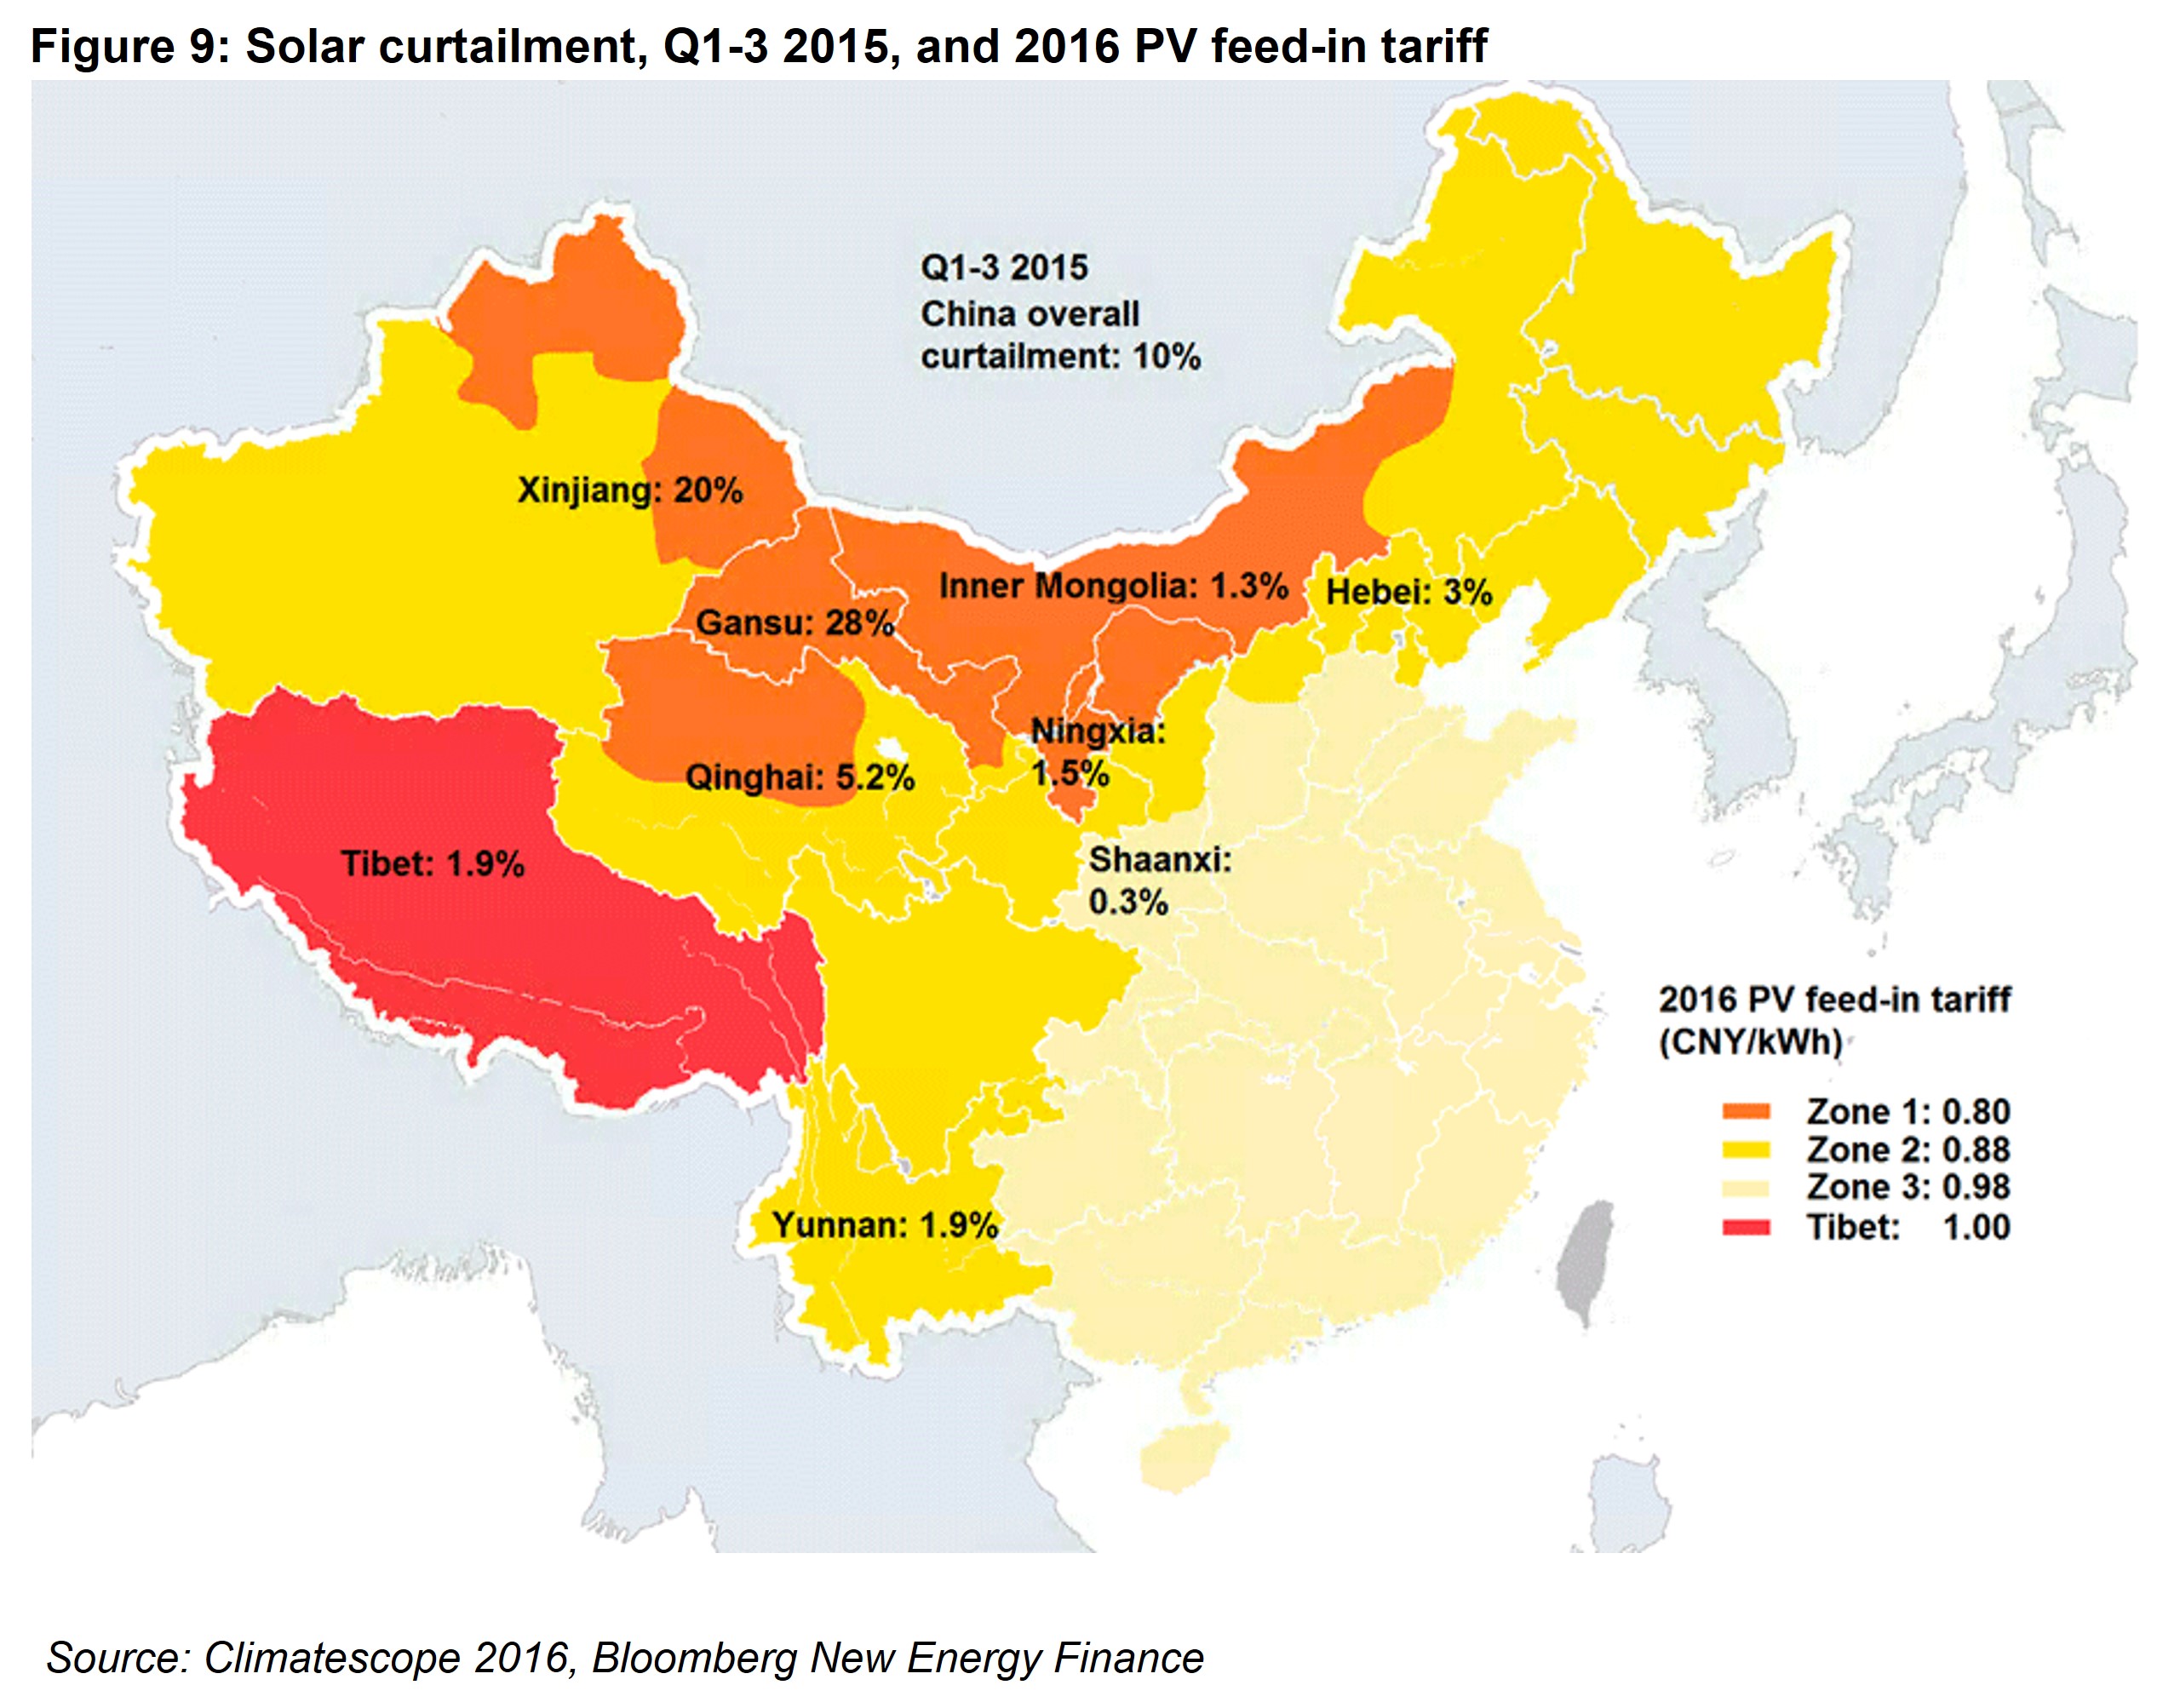 Figure 9: Solar curtailment, Q1-3 2015, and 2016 PV feed-in tariff
Q1-3 2015
China overall
curtailment: 10%
Xinjiang: 20%
Inner Mongolia: 1.3%
Hebei: 3%
Gansu: 28%
Ningxia:
1.5%
Qinghai: 5.2%
Tibet: 1.9%
Shaanxi:
0.3%
Yunnan: 1.9%
2016 PV feed-in tariff
(CNY/kWh)
Zone 1: 0.80
Zone 2: 0.88
Zone 3: 0.98
Tibet: 1.00
Source: Climatescope 2016, Bloomberg New Energy Finance